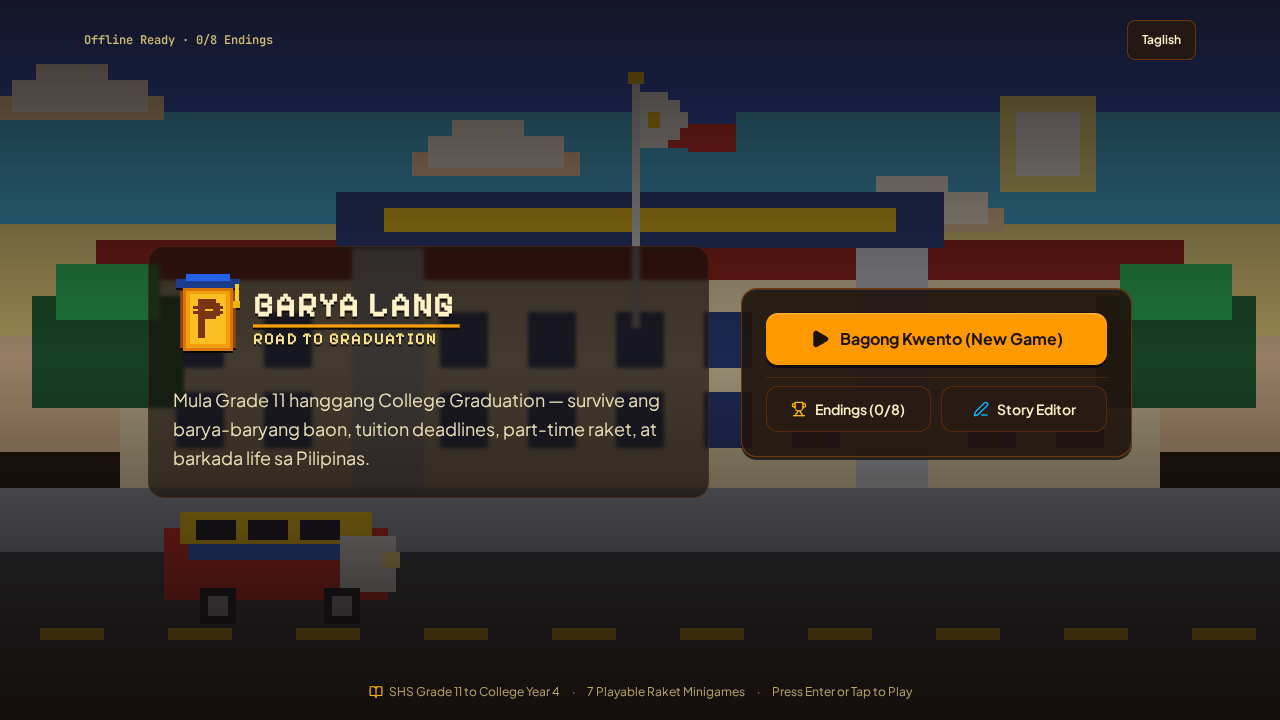 Offline Ready · 0/8 Endings
Taglish
₱
BARYA LANG
ROAD TO GRADUATION
Mula Grade 11 hanggang College Graduation — survive ang
barya-baryang baon, tuition deadlines, part-time raket, at
barkada life sa Pilipinas.
Bagong Kwento (New Game)
Endings (0/8)
Story Editor
SHS Grade 11 to College Year 4 · 7 Playable Raket Minigames · Press Enter or Tap to Play